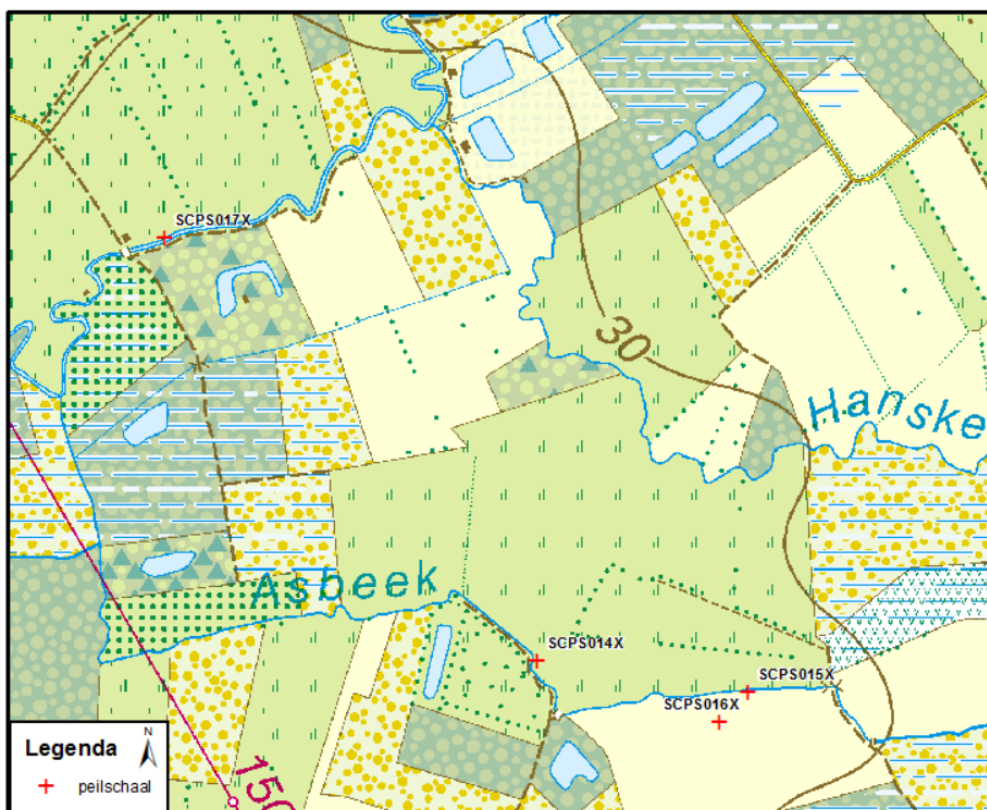 SCPS017X
30
Hanske
Asbeek
SCPS014X
SCPS015X
SCPS016X
150
Legenda
N
peilschaal